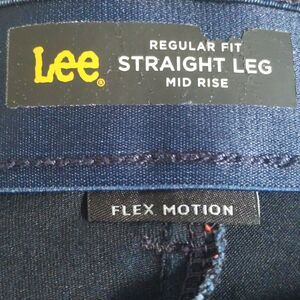 Lee®
REGULAR FIT
STRAIGHT LEG
MID RISE
FLEX MOTION